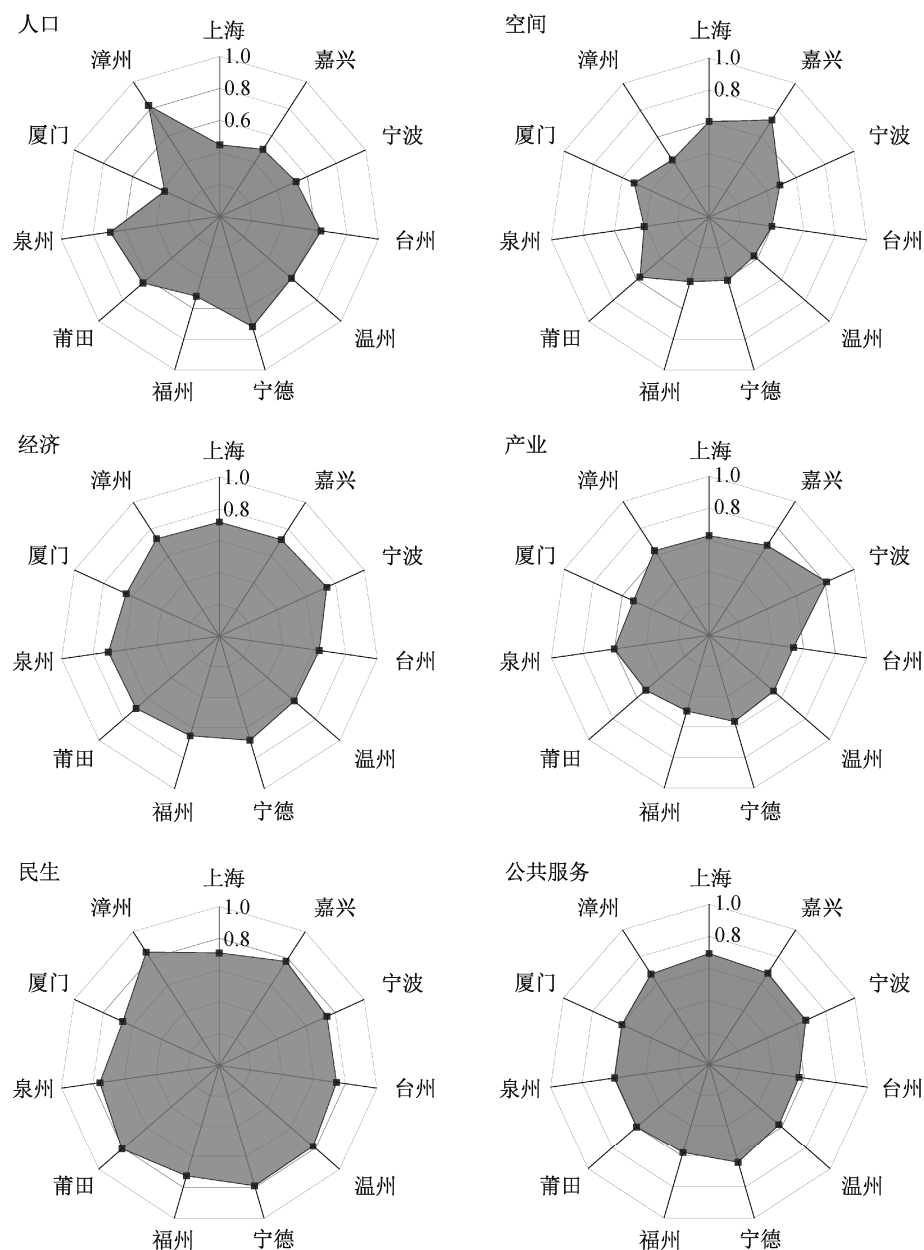 人口
上海
1.0
0.8
0.6
嘉兴
宁波
台州
温州
宁德
福州
莆田
泉州
厦门
漳州
空间
上海
1.0
0.8
嘉兴
宁波
台州
温州
宁德
福州
莆田
泉州
厦门
漳州
经济
上海
1.0
0.8
嘉兴
宁波
台州
温州
宁德
福州
莆田
泉州
厦门
漳州
产业
上海
1.0
0.8
嘉兴
宁波
台州
温州
宁德
福州
莆田
泉州
厦门
漳州
民生
上海
1.0
0.8
嘉兴
宁波
台州
温州
宁德
福州
莆田
泉州
厦门
漳州
公共服务
上海
1.0
0.8
嘉兴
宁波
台州
温州
宁德
福州
莆田
泉州
厦门
漳州